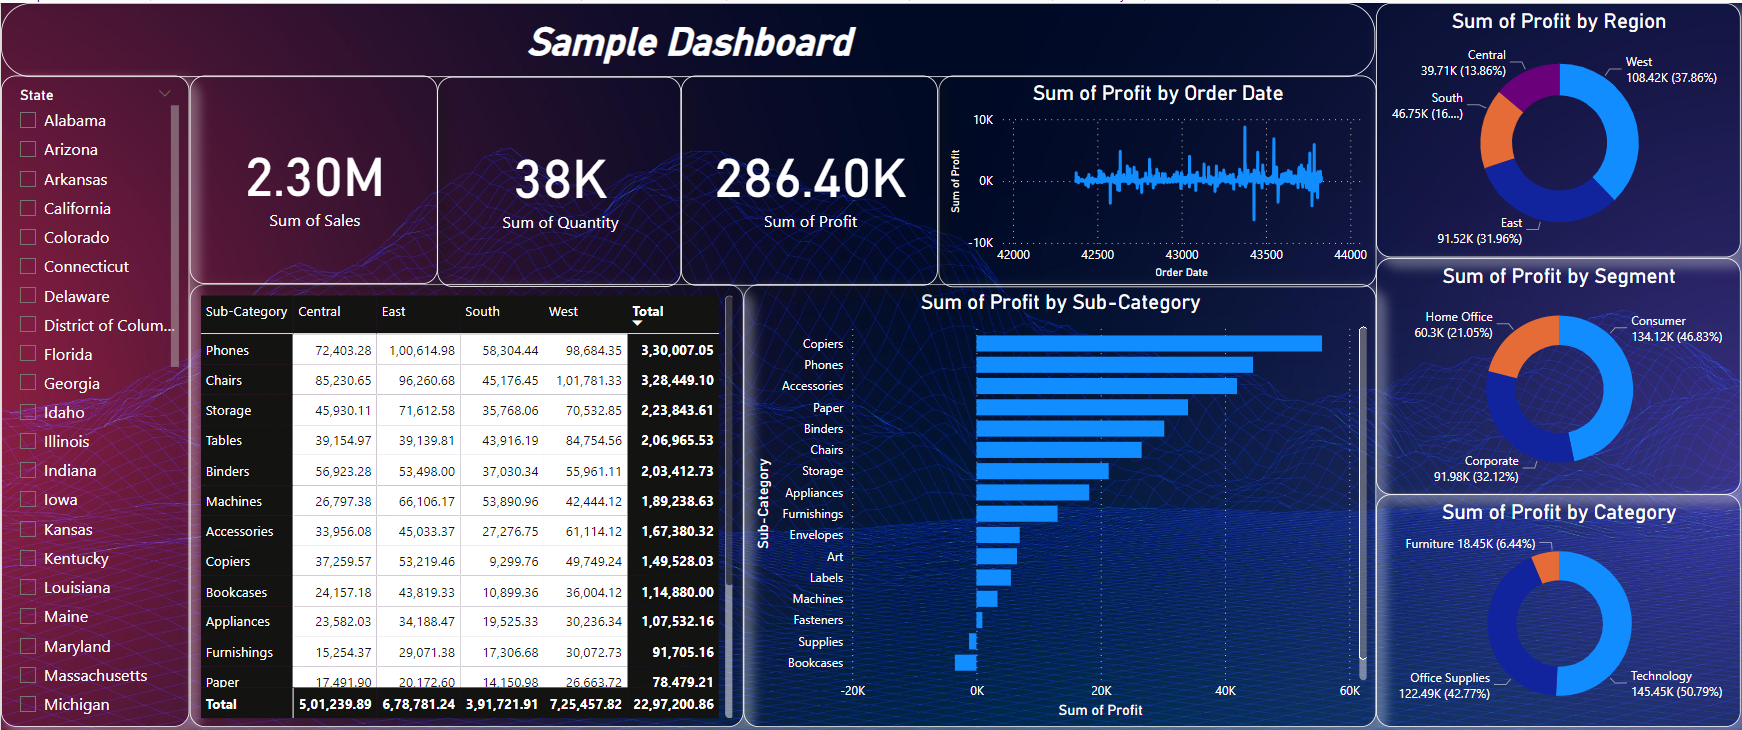 Sample Dashboard
State
Alabama
Arizona
Arkansas
California
Colorado
Connecticut
Delaware
District of Colum...
Florida
Georgia
Idaho
Illinois
Indiana
Iowa
Kansas
Kentucky
Louisiana
Maine
Maryland
Massachusetts
Michigan
2.30M
Sum of Sales
38K
Sum of Quantity
286.40K
Sum of Profit
Sum of Profit by Order Date
Sum of Profit
10K
0K
-10K
42000 42500 43000 43500 44000
Order Date
Sub-Category Central East South West Total
Phones 72,403.28 1,00,614.98 58,304.44 98,684.35 3,30,007.05
Chairs 85,230.65 96,260.68 45,176.45 1,01,781.33 3,28,449.10
Storage 45,930.11 71,612.58 35,768.06 70,532.85 2,23,843.61
Tables 39,154.97 39,139.81 43,916.19 84,754.56 2,06,965.53
Binders 56,923.28 53,498.00 37,030.34 55,961.11 2,03,412.73
Machines 26,797.38 66,106.17 53,890.96 42,444.12 1,89,238.63
Accessories 33,956.08 45,033.37 27,276.75 61,114.12 1,67,380.32
Copiers 37,259.57 53,219.46 9,299.76 49,749.24 1,49,528.03
Bookcases 24,157.18 43,819.33 10,899.36 36,004.12 1,14,880.00
Appliances 23,582.03 34,188.47 19,525.33 30,236.34 1,07,532.16
Furnishings 15,254.37 29,071.38 17,306.68 30,072.73 91,705.16
Paper 17,491.90 20,172.60 14,150.98 26,663.72 78,479.21
Total 5,01,239.89 6,78,781.24 3,91,721.91 7,25,457.82 22,97,200.86
Sum of Profit by Sub-Category
Sub-Category
Copiers
Phones
Accessories
Paper
Binders
Chairs
Storage
Appliances
Furnishings
Envelopes
Art
Labels
Machines
Fasteners
Supplies
Bookcases
-20K 0K 20K 40K 60K
Sum of Profit
Sum of Profit by Region
Central
39.71K (13.86%)
West
108.42K (37.86%)
South
46.75K (16....)
East
91.52K (31.96%)
Sum of Profit by Segment
Home Office
60.3K (21.05%)
Consumer
134.12K (46.83%)
Corporate
91.98K (32.12%)
Sum of Profit by Category
Furniture 18.45K (6.44%)
Office Supplies
122.49K (42.77%)
Technology
145.45K (50.79%)